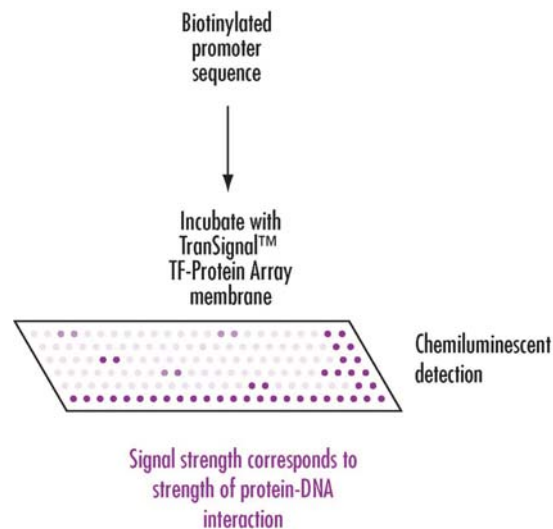 Biotinylated
promoter
sequence
Incubate with
TranSignal™
TF-Protein Array
membrane
Chemiluminescent
detection
Signal strength corresponds to
strength of protein-DNA
interaction